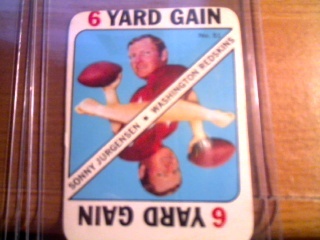 6 YARD GAIN
SONNY JURGENSEN ★ WASHINGTON REDSKINS
6 YARD GAIN